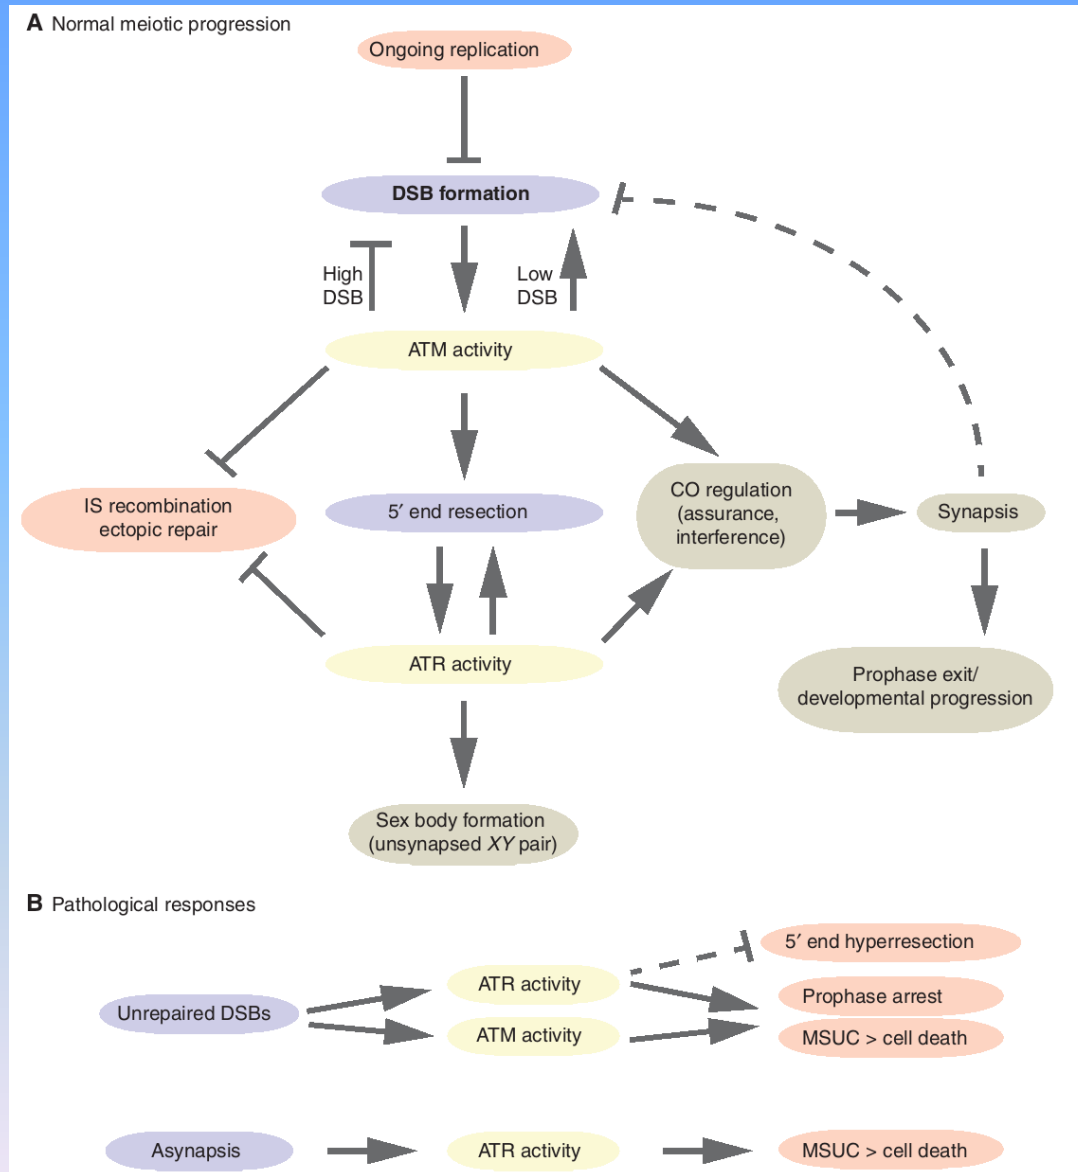 A Normal meiotic progression
Ongoing replication
DSB formation
High
DSB
Low
DSB
ATM activity
IS recombination
ectopic repair
5′ end resection
CO regulation
(assurance,
interference)
Synapsis
ATR activity
Prophase exit/
developmental progression
Sex body formation
(unsynapsed XY pair)
B Pathological responses
5′ end hyperresection
ATR activity
Prophase arrest
Unrepaired DSBs
ATM activity
MSUC > cell death
Asynapsis
ATR activity
MSUC > cell death